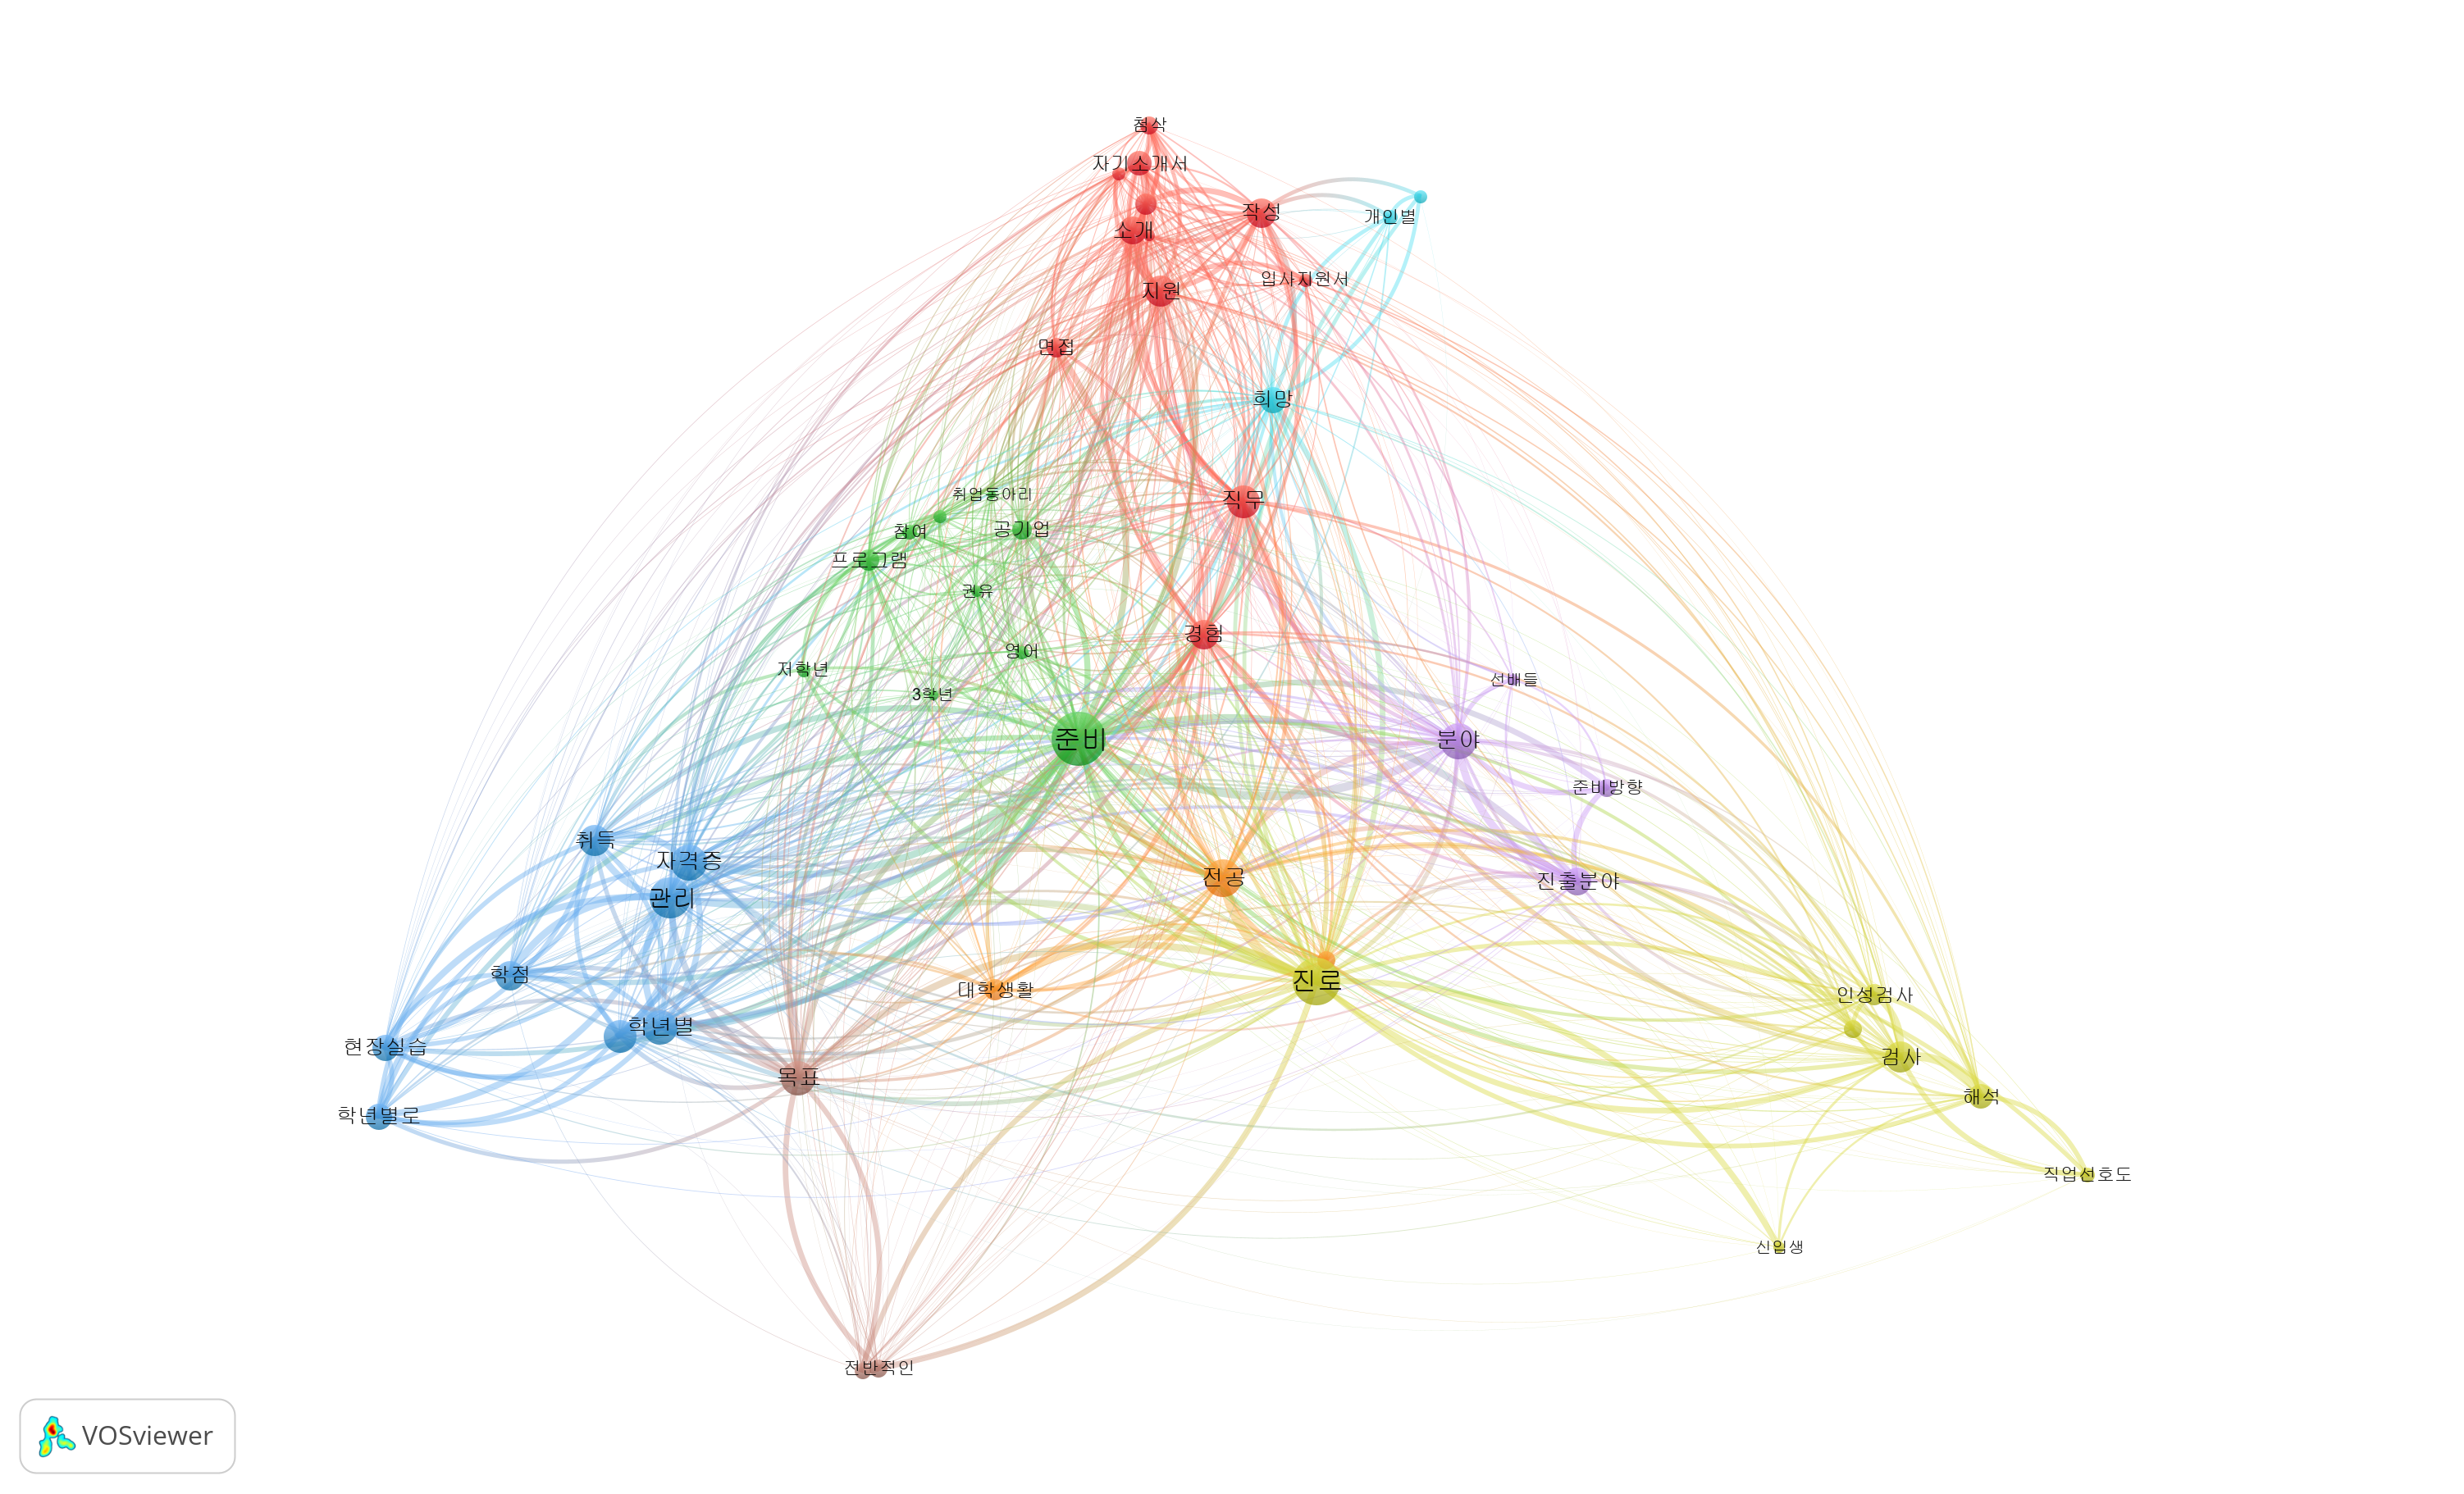 첨삭
자기소개서
작성
개인별
소개
입사지원서
지원
면접
희망
취업동아리
직무
참여
공기업
프로그램
권유
경험
영어
저학년
선배들
3학년
준비
분야
준비방향
취득
자격증
전공
진출분야
관리
학점
진로
대학생활
인성검사
학년별
현장실습
검사
목표
해석
학년별로
직업선호도
신입생
전반적인
VOSviewer